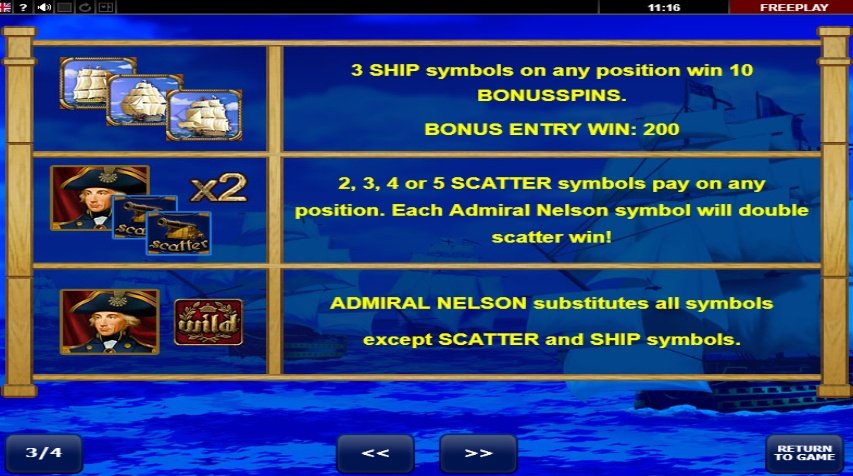 ?
11:16
FREEPLAY
3 SHIP symbols on any position win 10
BONUSSPINS.
BONUS ENTRY WIN: 200
x2
sca
scatter
2, 3, 4 or 5 SCATTER symbols pay on any
position. Each Admiral Nelson symbol will double
scatter win!
wild
ADMIRAL NELSON substitutes all symbols
except SCATTER and SHIP symbols.
3/4
<<
>>
RETURN
TO GAME